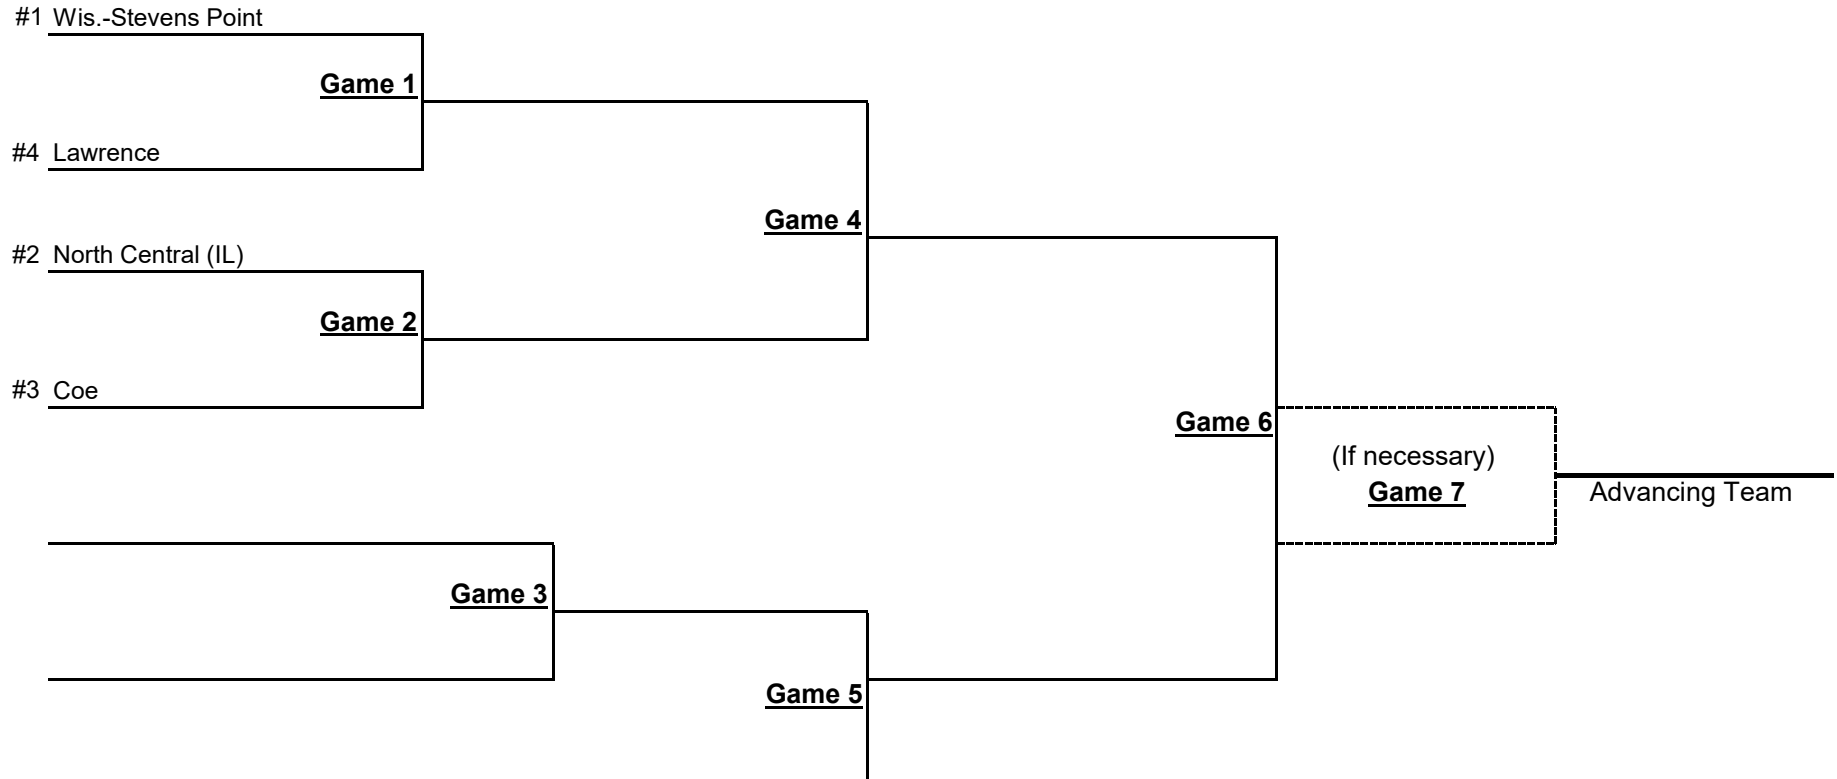 #1 Wis.-Stevens Point
Game 1
#4 Lawrence
Game 4
#2 North Central (IL)
Game 2
#3 Coe
Game 6
(If necessary)
Game 7
Advancing Team
Game 3
Game 5